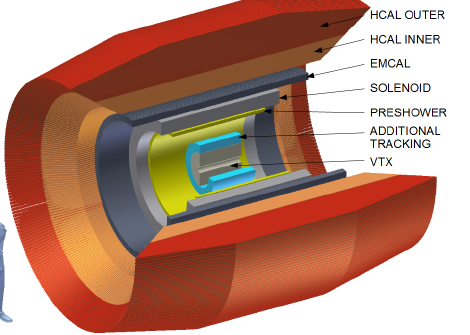 HCAL OUTER
HCAL INNER
EMCAL
SOLENOID
PRESHOWER
ADDITIONAL
TRACKING
VTX